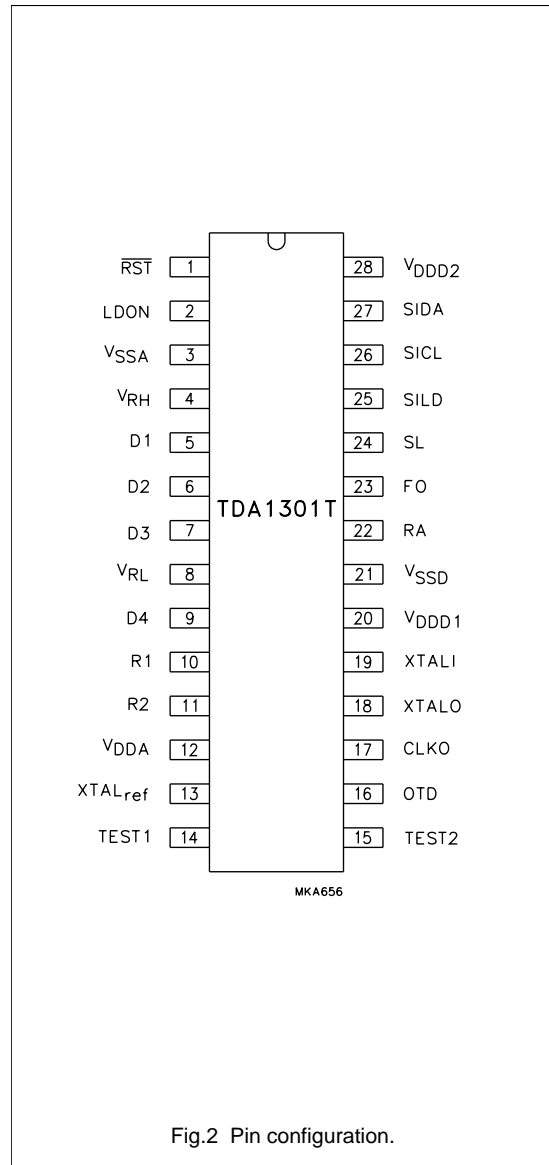 R̅S̅T̅ 1 28 VDDD2
LDON 2 27 SIDA
VSSA 3 26 SICL
VRH 4 25 SILD
D1 5 24 SL
D2 6 23 FO
TDA1301T
D3 7 22 RA
VRL 8 21 VSSD
D4 9 20 VDDD1
R1 10 19 XTALI
R2 11 18 XTALO
VDDA 12 17 CLKO
XTALref 13 16 OTD
TEST1 14 15 TEST2
MKA656
Fig.2 Pin configuration.